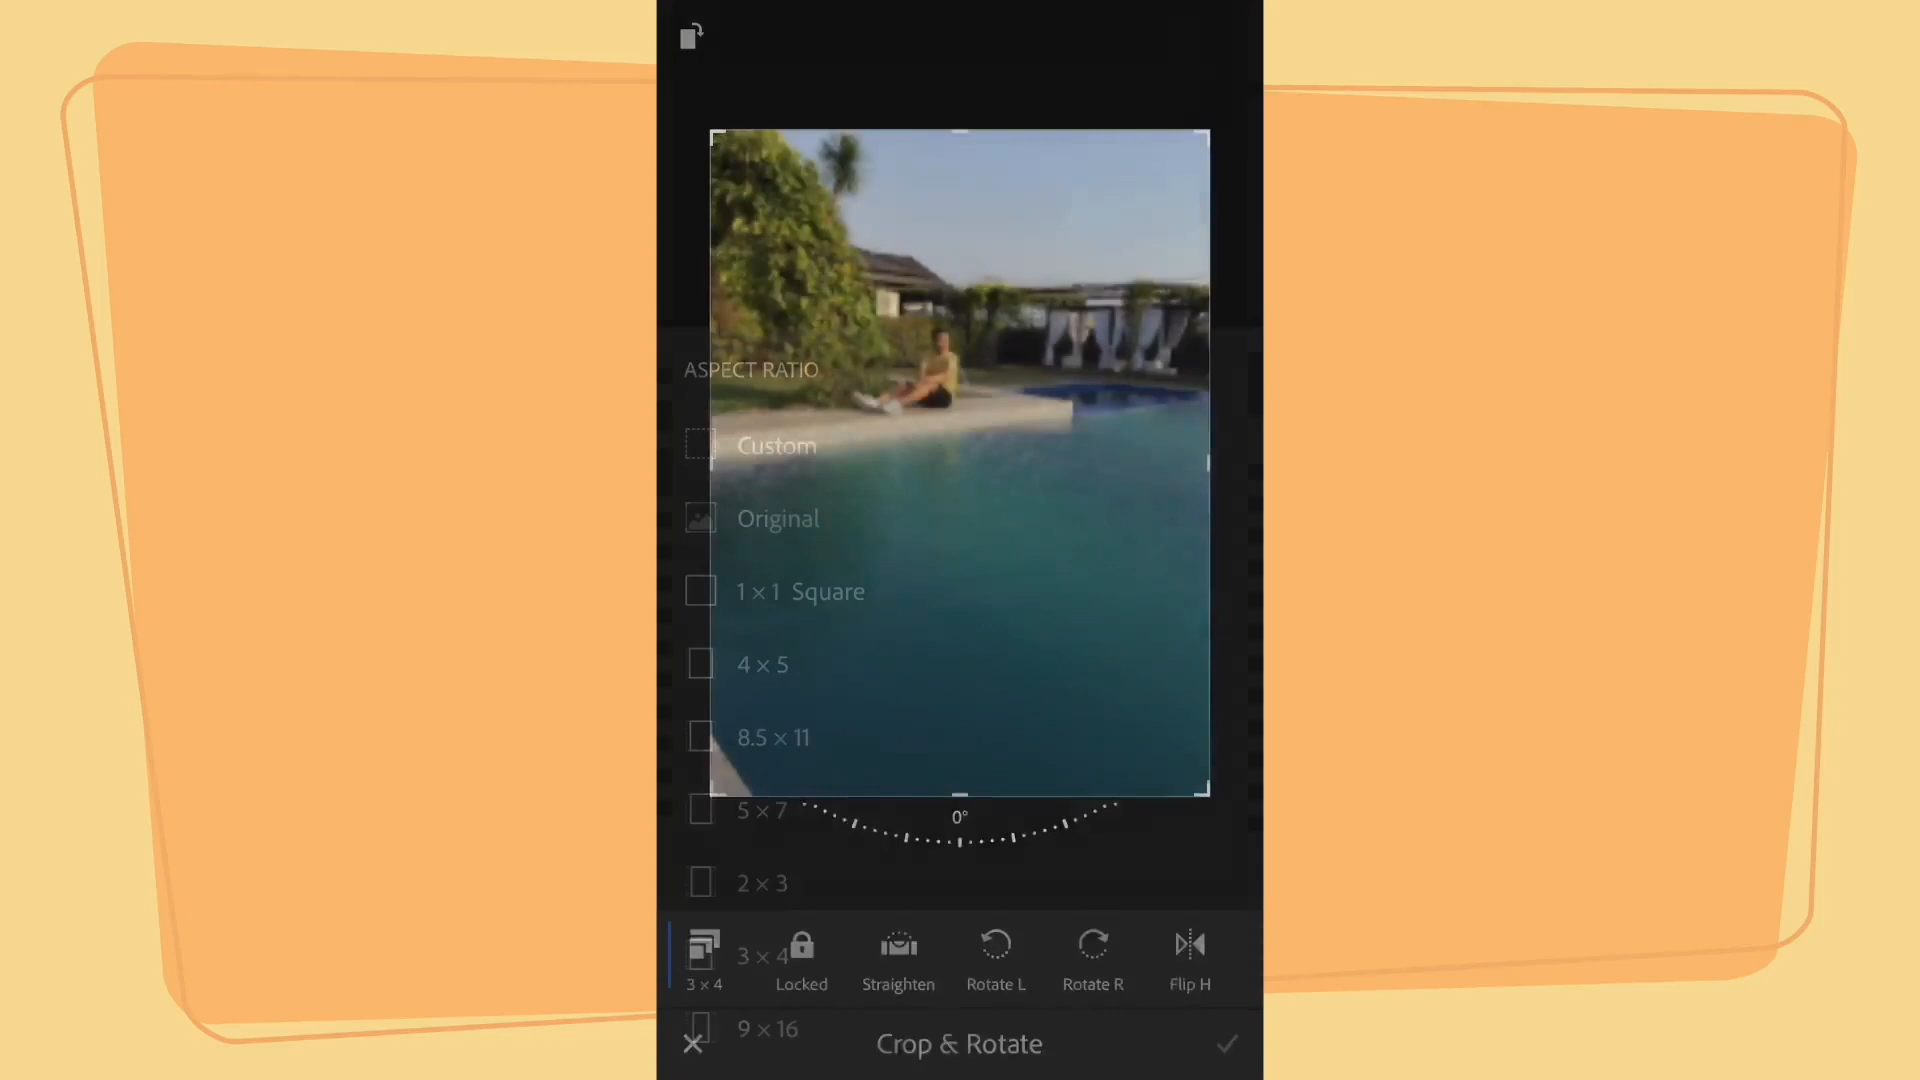 ASPECT RATIO
Custom
Original
1 × 1 Square
4 × 5
8.5 × 11
5 × 7
0°
2 × 3
3 × 4
3 × 4 Locked Straighten Rotate L Rotate R Flip H
9 × 16
Crop & Rotate